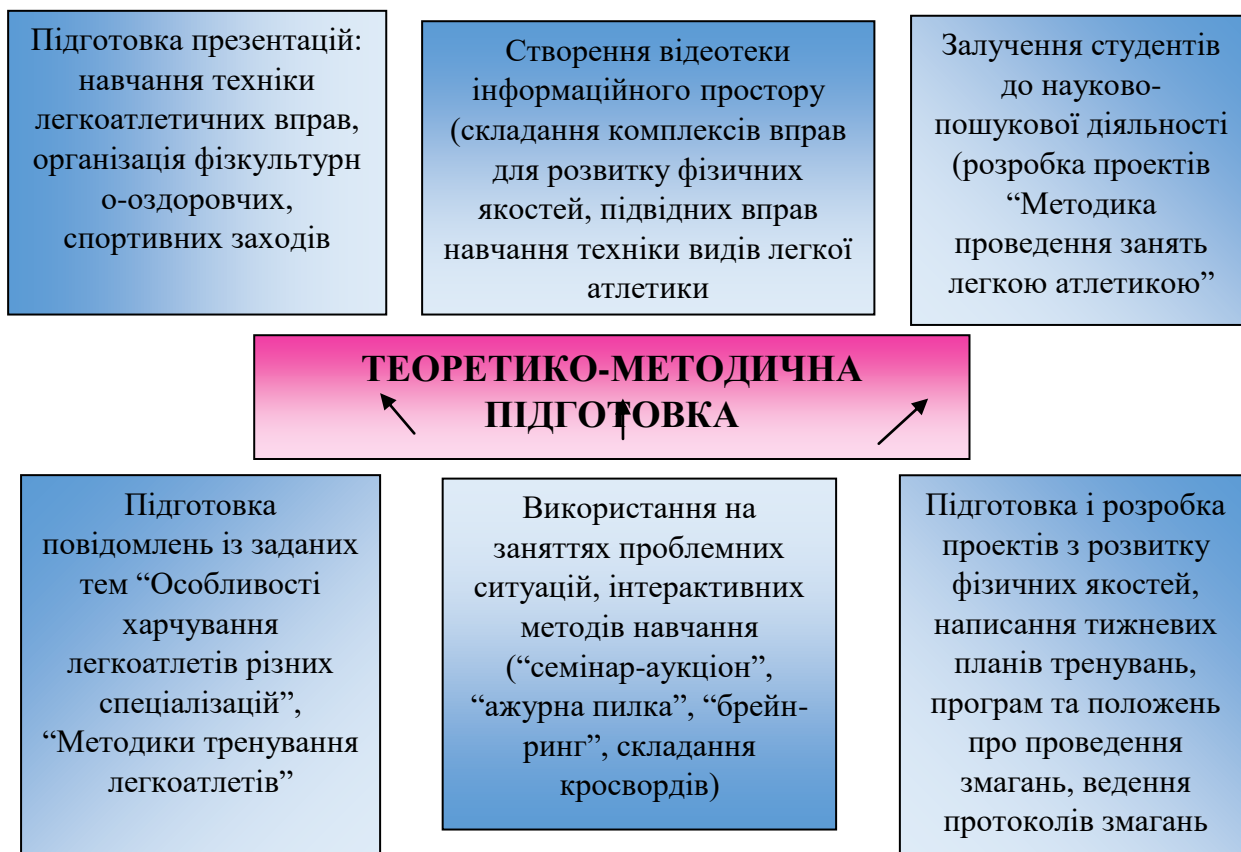 Підготовка презентацій:
навчання техніки
легкоатлетичних вправ,
організація фізкультурн
о-оздоровчих,
спортивних заходів
Створення відеотеки
інформаційного простору
(складання комплексів вправ
для розвитку фізичних
якостей, підвідних вправ
навчання техніки видів легкої
атлетики
Залучення студентів
до науково-
пошукової діяльності
(розробка проектів
“Методика
проведення занять
легкою атлетикою”
ТЕОРЕТИКО-МЕТОДИЧНА
ПІДГОТОВКА
Підготовка
повідомлень із заданих
тем “Особливості
харчування
легкоатлетів різних
спеціалізацій”,
“Методики тренування
легкоатлетів”
Використання на
заняттях проблемних
ситуацій, інтерактивних
методів навчання
(“семінар-аукціон”,
“ажурна пилка”, “брейн-
ринг”, складання
кросвордів)
Підготовка і розробка
проектів з розвитку
фізичних якостей,
написання тижневих
планів тренувань,
програм та положень
про проведення
змагань, ведення
протоколів змагань